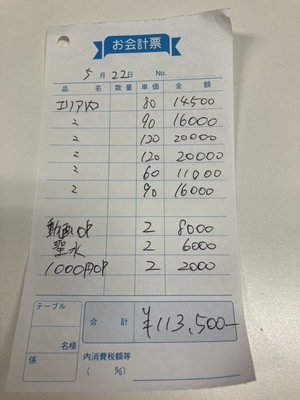 お会計票
5月22日 No.
品名 数量 単価 金額
エリア内 80 14500
〃 90 16000
〃 120 20000
〃 120 20000
〃 60 11000
〃 90 16000
動画OP 2 8000
聖水 2 6000
1000円OP 2 2000
テーブル
合計 ¥113,500-
名様
係
内消費税額等
( %)